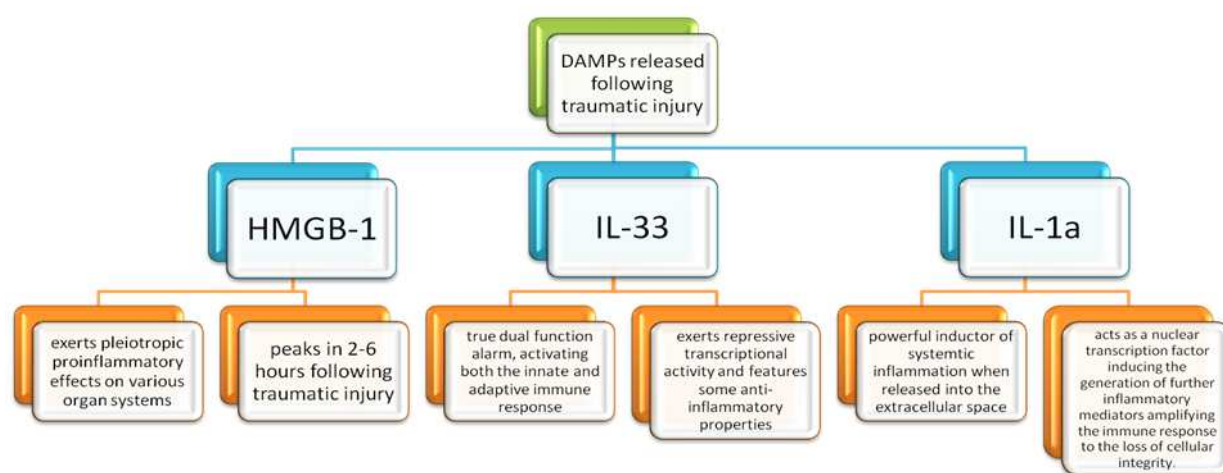 DAMPs released
following
traumatic injury
HMGB-1
IL-33
IL-1a
exerts pleiotropic
proinflammatory
effects on various
organ systems
peaks in 2-6
hours following
traumatic injury
true dual function
alarm, activating
both the innate and
adaptive immune
response
exerts repressive
transcriptional
activity and features
some anti-
inflammatory
properties
powerful inductor of
systemtic
inflammation when
released into the
extracellular space
acts as a nuclear
transcription factor
inducing the
generation of further
inflammatory
mediators amplifying
the immune response
to the loss of cellular
integrity.